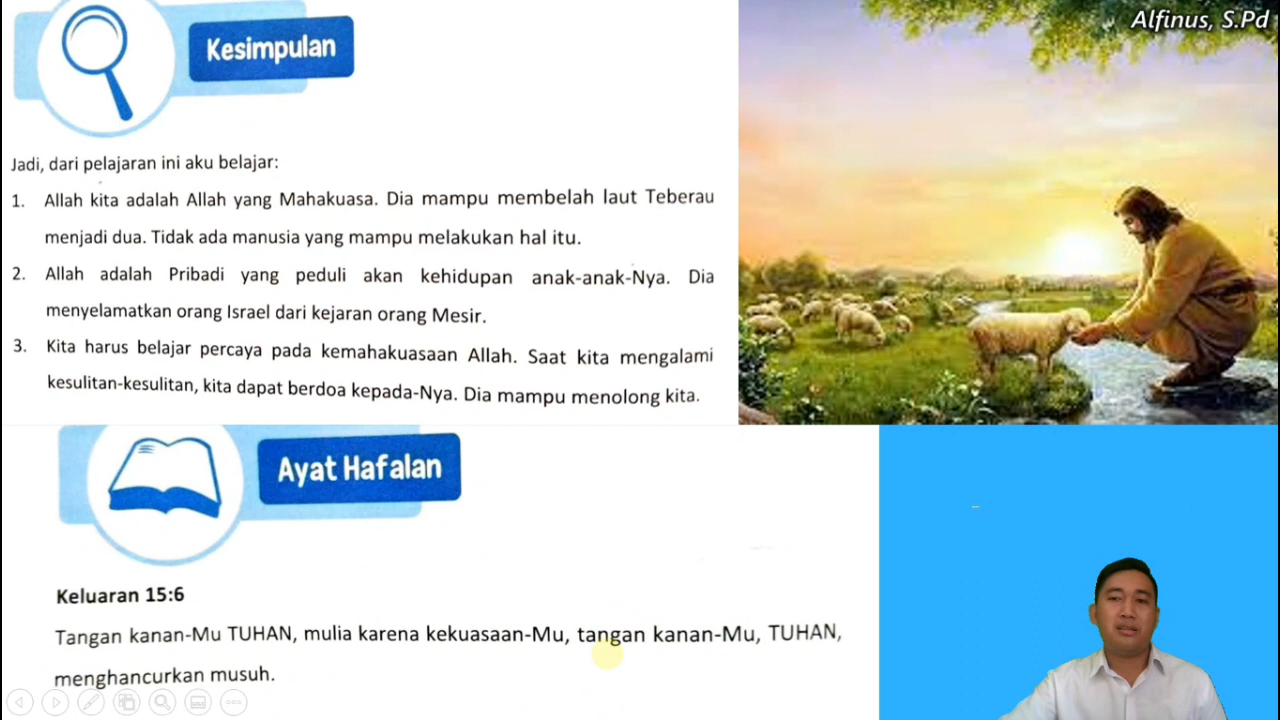 Kesimpulan
Alfinus, S.Pd
Jadi, dari pelajaran ini aku belajar:
1. Allah kita adalah Allah yang Mahakuasa. Dia mampu membelah laut Teberau
menjadi dua. Tidak ada manusia yang mampu melakukan hal itu.
2. Allah adalah Pribadi yang peduli akan kehidupan anak-anak-Nya. Dia
menyelamatkan orang Israel dari kejaran orang Mesir.
3. Kita harus belajar percaya pada kemahakuasaan Allah. Saat kita mengalami
kesulitan-kesulitan, kita dapat berdoa kepada-Nya. Dia mampu menolong kita.
Ayat Hafalan
Keluaran 15:6
Tangan kanan-Mu TUHAN, mulia karena kekuasaan-Mu, tangan kanan-Mu, TUHAN,
menghancurkan musuh.